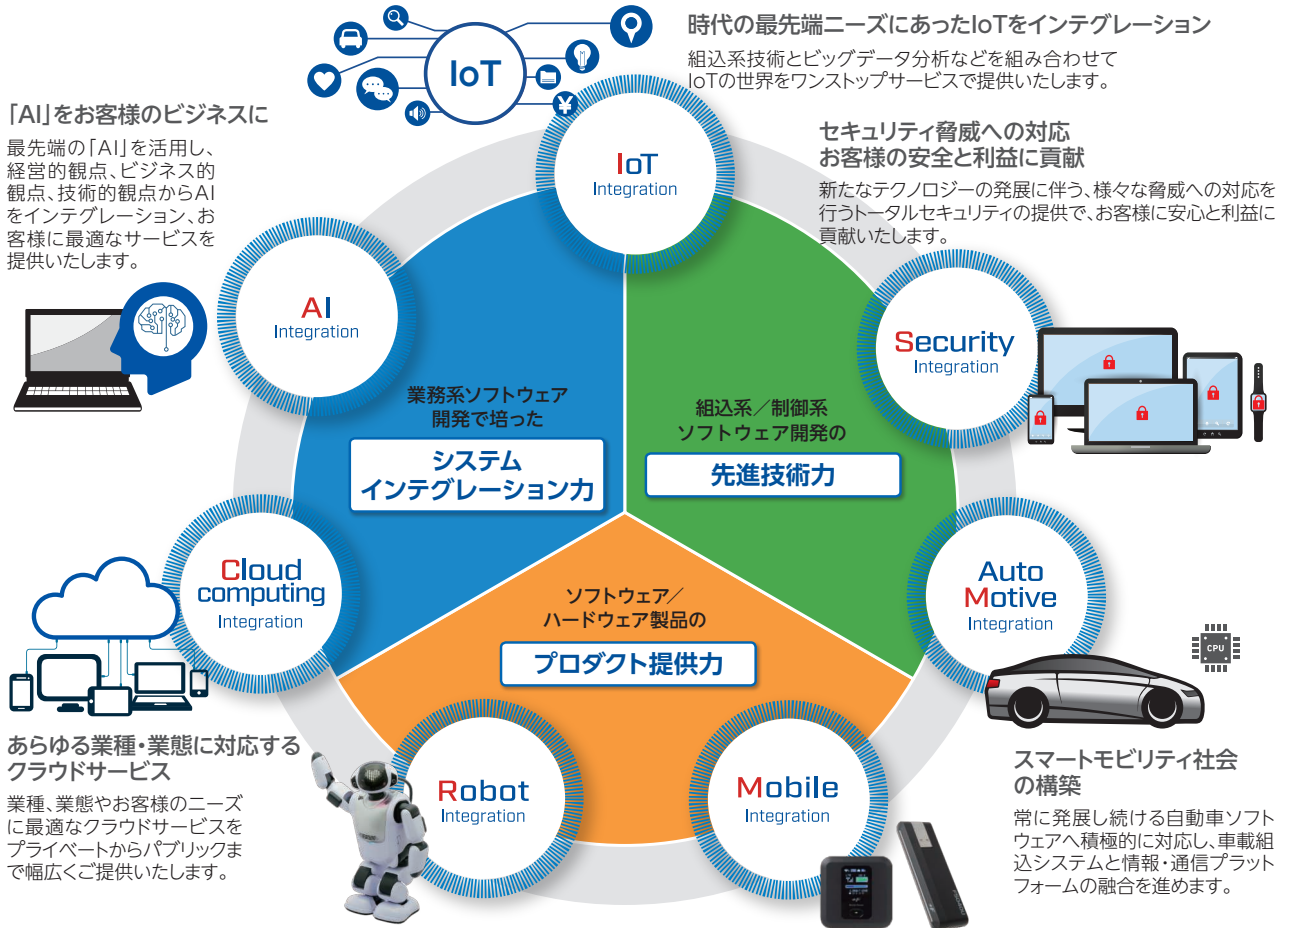 時代の最先端ニーズにあったIoTをインテグレーション
組込系技術とビッグデータ分析などを組み合わせて
IoTの世界をワンストップサービスで提供いたします。
IoT
IoT
Integration
「AI」をお客様のビジネスに
最先端の「AI」を活用し、
経営的観点、ビジネス的
観点、技術的観点からAI
をインテグレーション、お
客様に最適なサービスを
提供いたします。
セキュリティ脅威への対応
お客様の安全と利益に貢献
新たなテクノロジーの発展に伴う、様々な脅威への対応を
行うトータルセキュリティの提供で、お客様に安心と利益に
貢献いたします。
AI
Integration
Security
Integration
業務系ソフトウェア
開発で培った
システム
インテグレーション力
組込系／制御系
ソフトウェア開発の
先進技術力
Cloud
computing
Integration
Auto
Motive
Integration
ソフトウェア／
ハードウェア製品の
プロダクト提供力
CPU
あらゆる業種・業態に対応する
クラウドサービス
業種、業態やお客様のニーズ
に最適なクラウドサービスを
プライベートからパブリックま
で幅広くご提供いたします。
Robot
Integration
Mobile
Integration
スマートモビリティ社会
の構築
常に発展し続ける自動車ソフト
ウェアへ積極的に対応し、車載組
込システムと情報・通信プラット
フォームの融合を進めます。